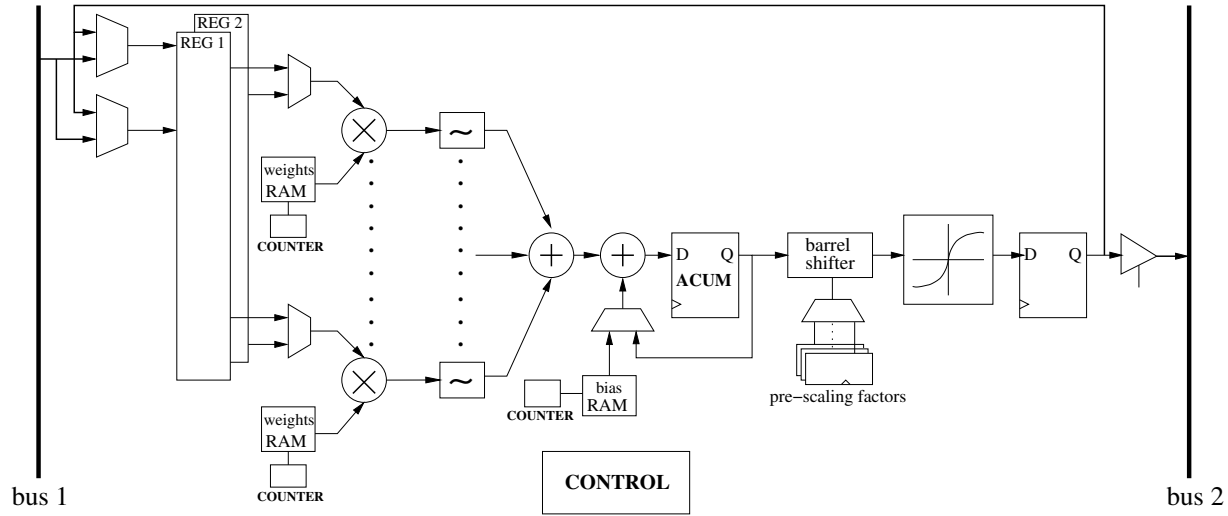 REG 2
REG 1
weights
RAM
COUNTER
D Q
ACUM
barrel
shifter
D Q
weights
RAM
COUNTER
COUNTER
bias
RAM
pre−scaling factors
CONTROL
bus 1
bus 2